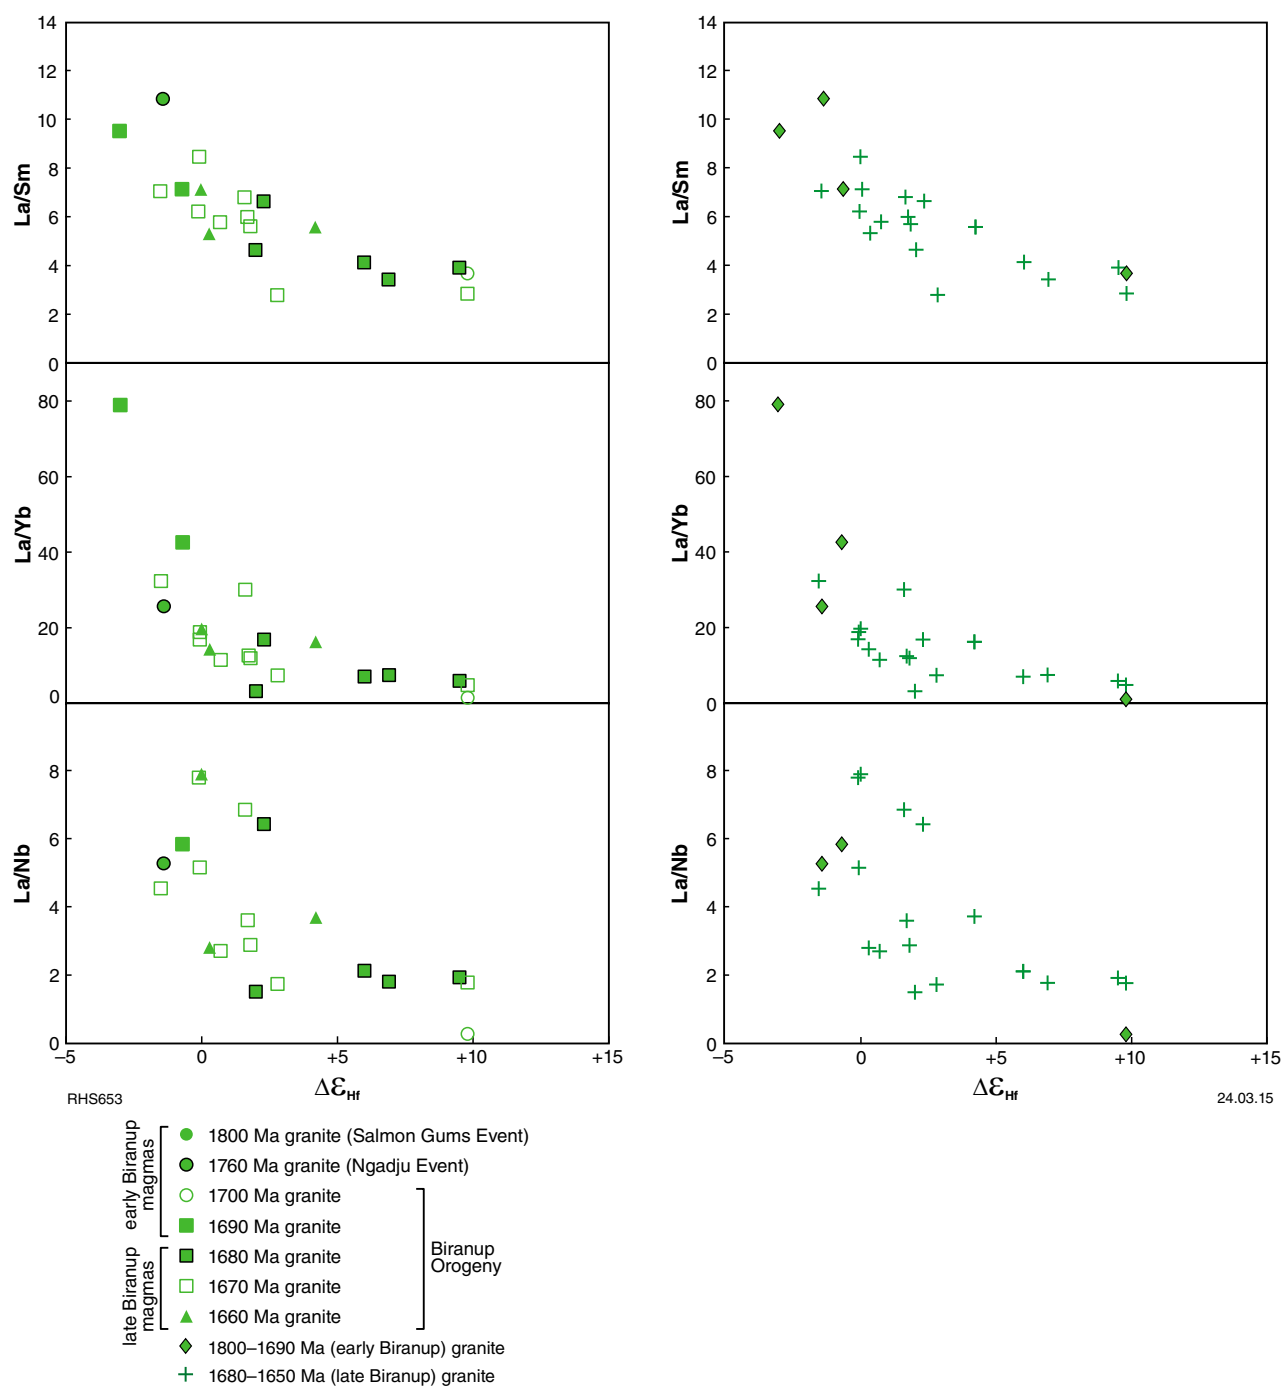 14
12
10
8
6
4
2
0
La/Sm
14
12
10
8
6
4
2
0
La/Sm
80
60
40
20
0
La/Yb
80
60
40
20
0
La/Yb
8
6
4
2
0
La/Nb
8
6
4
2
0
La/Nb
–5 0 +5 +10 +15
–5 0 +5 +10 +15
ΔƐHf
ΔƐHf
RHS653
24.03.15
early Biranup magmas
1800 Ma granite (Salmon Gums Event)
1760 Ma granite (Ngadju Event)
1700 Ma granite
1690 Ma granite
late Biranup magmas
1680 Ma granite
1670 Ma granite
1660 Ma granite
Biranup
Orogeny
1800–1690 Ma (early Biranup) granite
1680–1650 Ma (late Biranup) granite